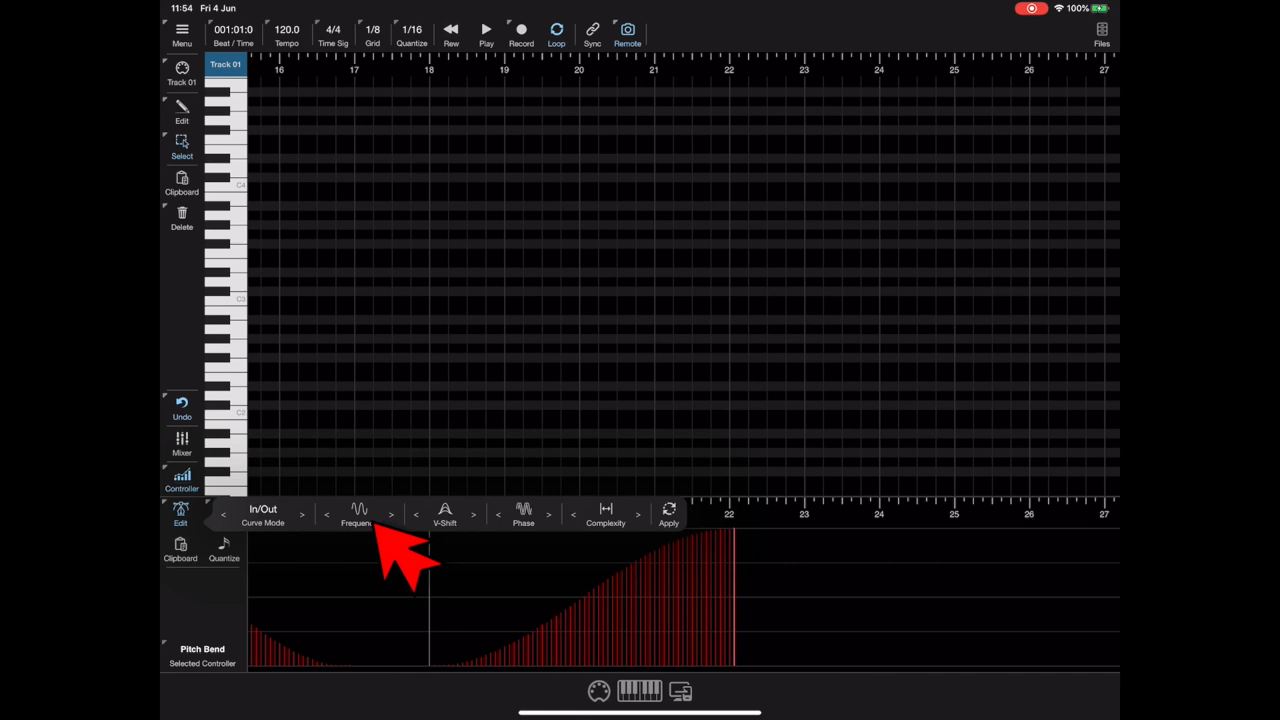 11:54 Fri 4 Jun 100%
001:01:0 120.0 4/4 1/8 1/16
Menu Beat / Time Tempo Time Sig Grid Quantize Rew Play Record Loop Sync Remote Files
Track 01 16 17 18 19 20 21 22 23 24 25 26 27
Track 01
Edit
Select
C4
Clipboard
Delete
C3
Undo
C2
Mixer
Controller
22 23 24 25 26 27
In/Out
Edit < Curve Mode > < > < V-Shift > < Phase > < Complexity > Apply
Clipboard Quantize
Pitch Bend
Selected Controller